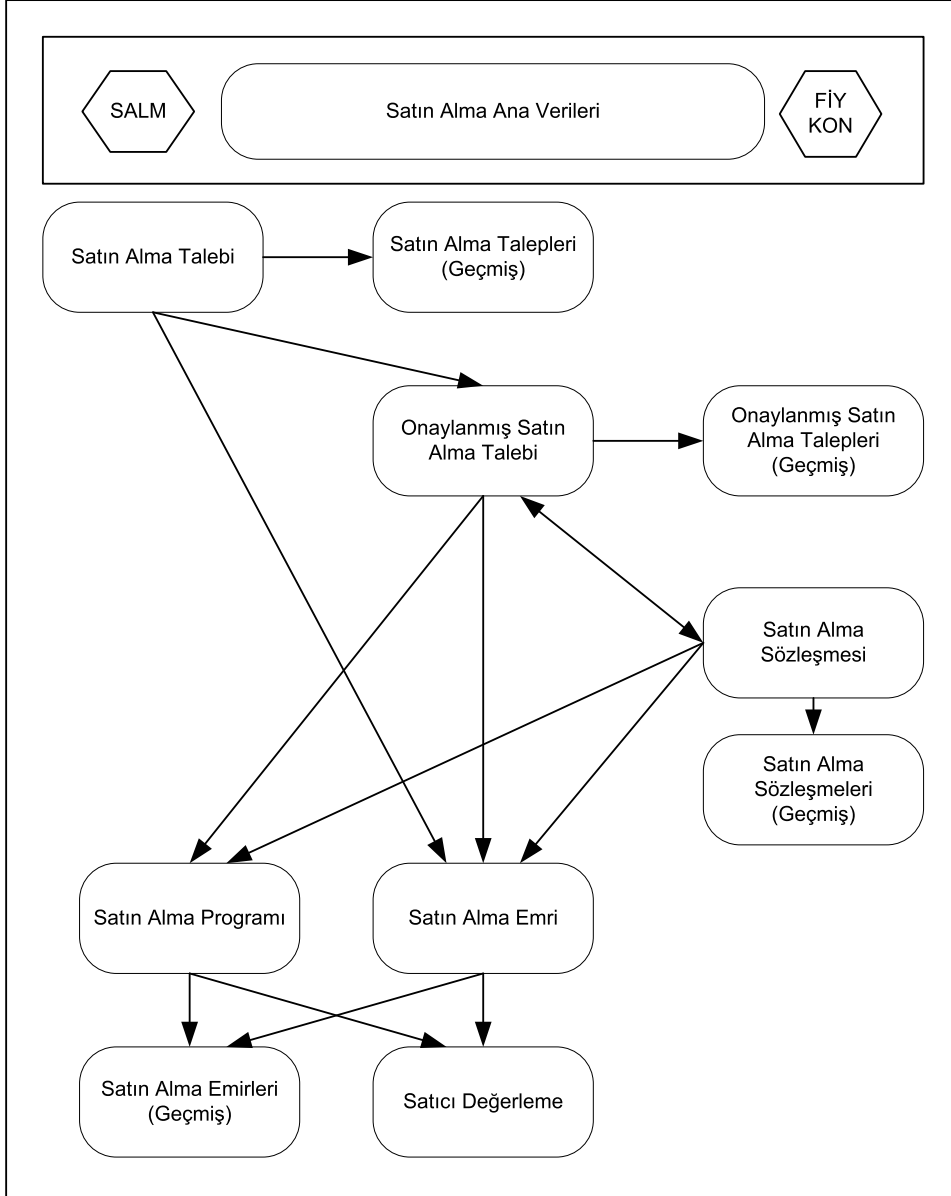 SALM
Satın Alma Ana Verileri
FİY
KON
Satın Alma Talebi
Satın Alma Talepleri
(Geçmiş)
Onaylanmış Satın
Alma Talebi
Onaylanmış Satın
Alma Talepleri
(Geçmiş)
Satın Alma
Sözleşmesi
Satın Alma
Sözleşmeleri
(Geçmiş)
Satın Alma Programı
Satın Alma Emri
Satın Alma Emirleri
(Geçmiş)
Satıcı Değerleme